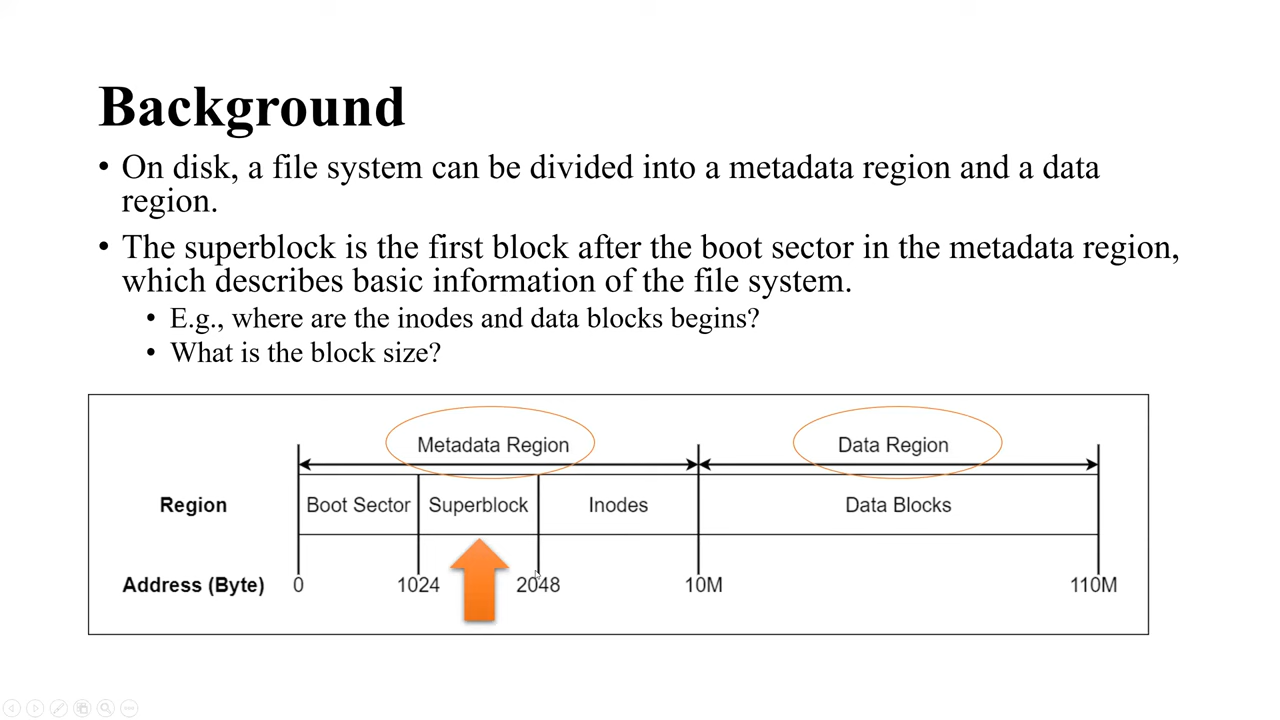 Background
• On disk, a file system can be divided into a metadata region and a data
region.
• The superblock is the first block after the boot sector in the metadata region,
which describes basic information of the file system.
• E.g., where are the inodes and data blocks begins?
• What is the block size?
Metadata Region Data Region
Region Boot Sector Superblock Inodes Data Blocks
Address (Byte) 0 1024 2048 10M 110M